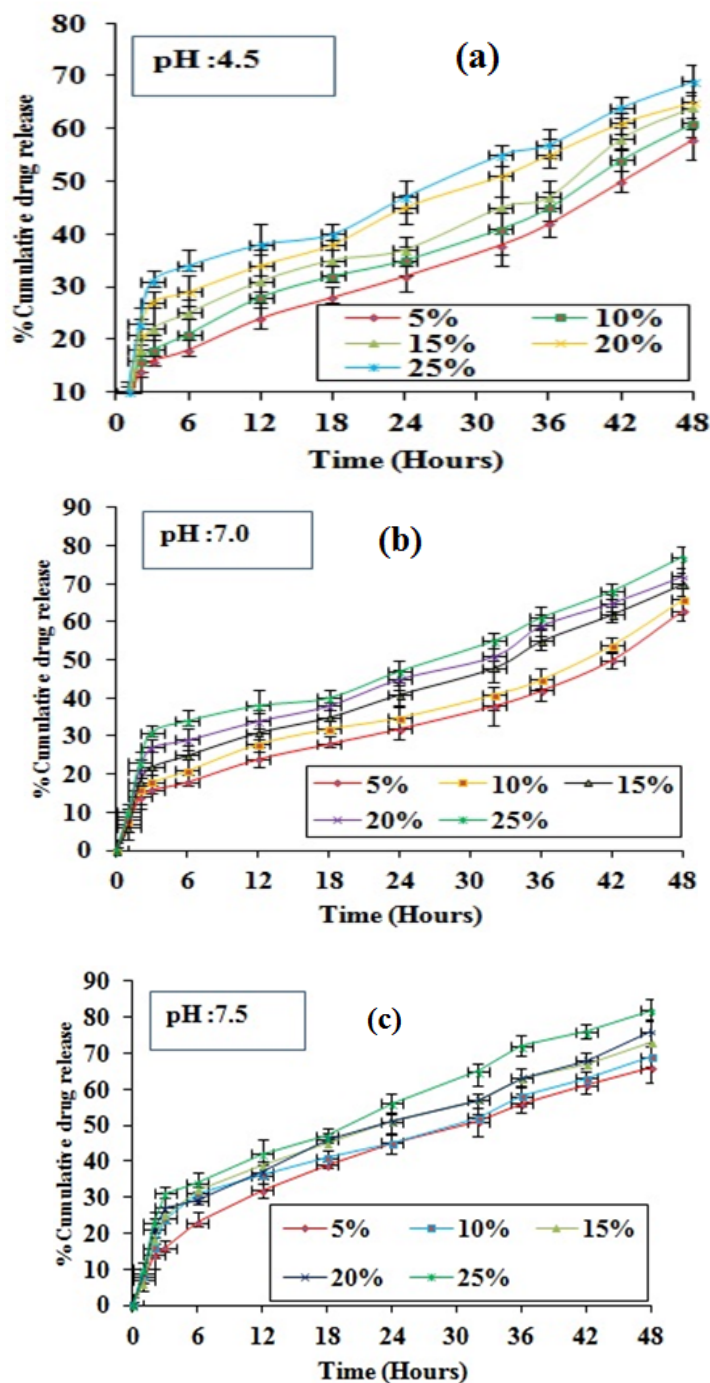 80
pH :4.5
(a)
70
60
50
40
30
20
10
%Cumulative drug release
5% 10%
15% 20%
25%
0 6 12 18 24 30 36 42 48
Time (Hours)
90
pH :7.0
(b)
80
70
60
50
40
30
20
10
0
%Cumulative drug release
5% 10% 15%
20% 25%
0 6 12 18 24 30 36 42 48
Time (Hours)
90
pH :7.5
(c)
80
70
60
50
40
30
20
10
0
%Cumulative drug release
5% 10% 15%
20% 25%
0 6 12 18 24 30 36 42 48
Time (Hours)